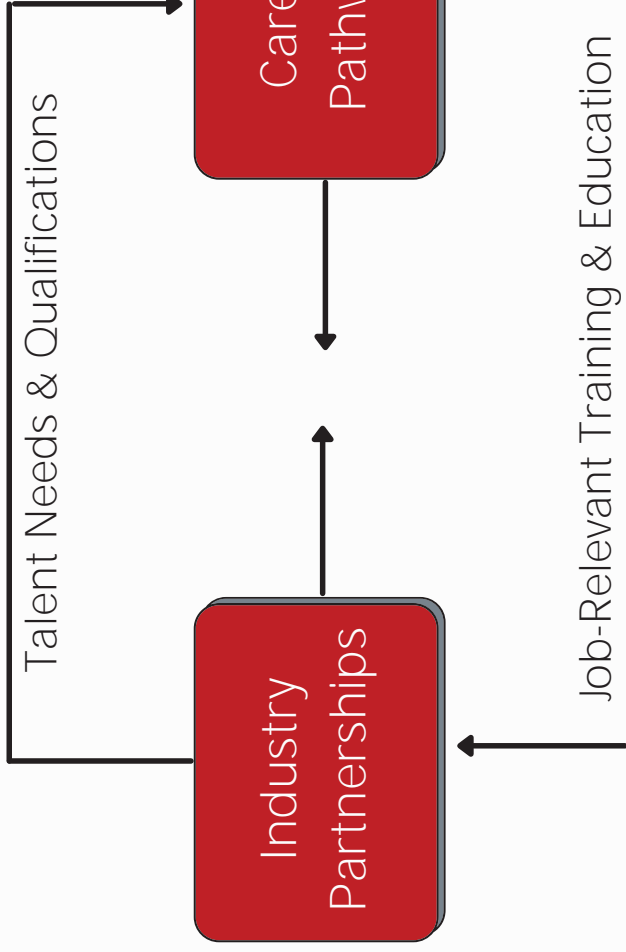 Talent Needs & Qualifications
Industry
Partnerships
Job-Relevant Training & Education